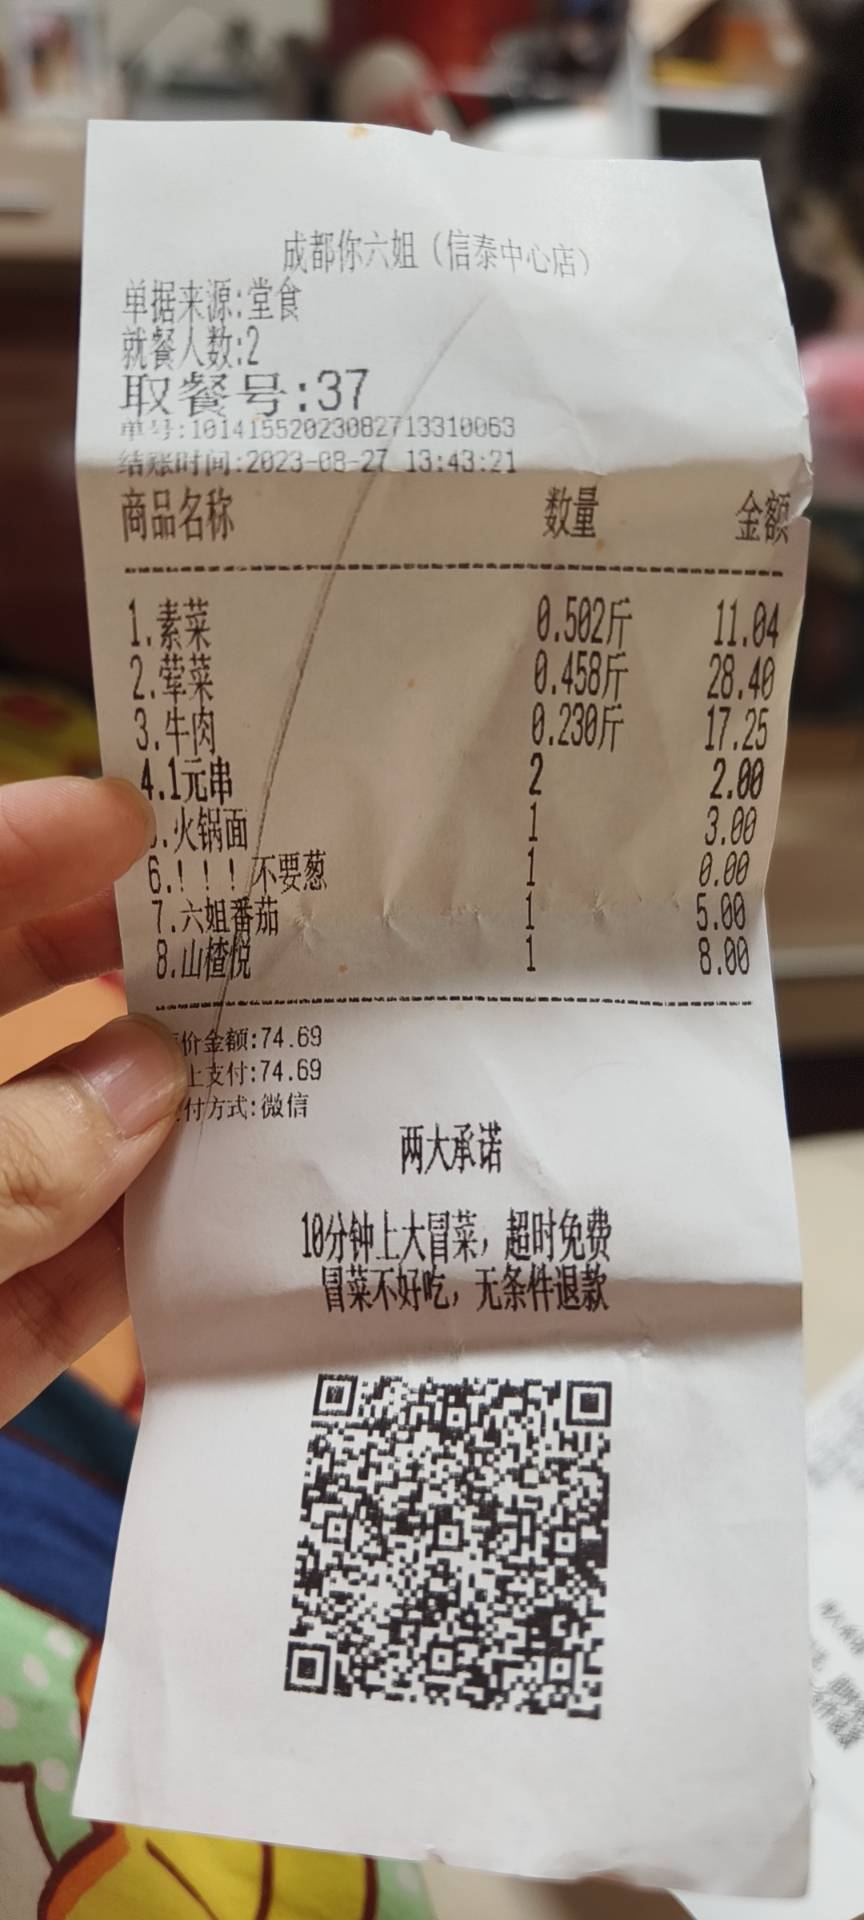 成都你六姐（信泰中心店）
单据来源:堂食
就餐人数:2
取餐号:37
单号:10141552023082713310063
结账时间:2023-08-27 13:43:21
商品名称 数量 金额
1.素菜 0.502斤 11.04
2.荤菜 0.458斤 28.40
3.牛肉 0.230斤 17.25
4.1元串 2 2.00
.火锅面 1 3.00
6.！！！不要葱 1 0.00
7.六姐番茄 1 5.00
8.山楂悦 1 8.00
价金额:74.69
上支付:74.69
付方式:微信
两大承诺
10分钟上大冒菜，超时免费
冒菜不好吃，无条件退款